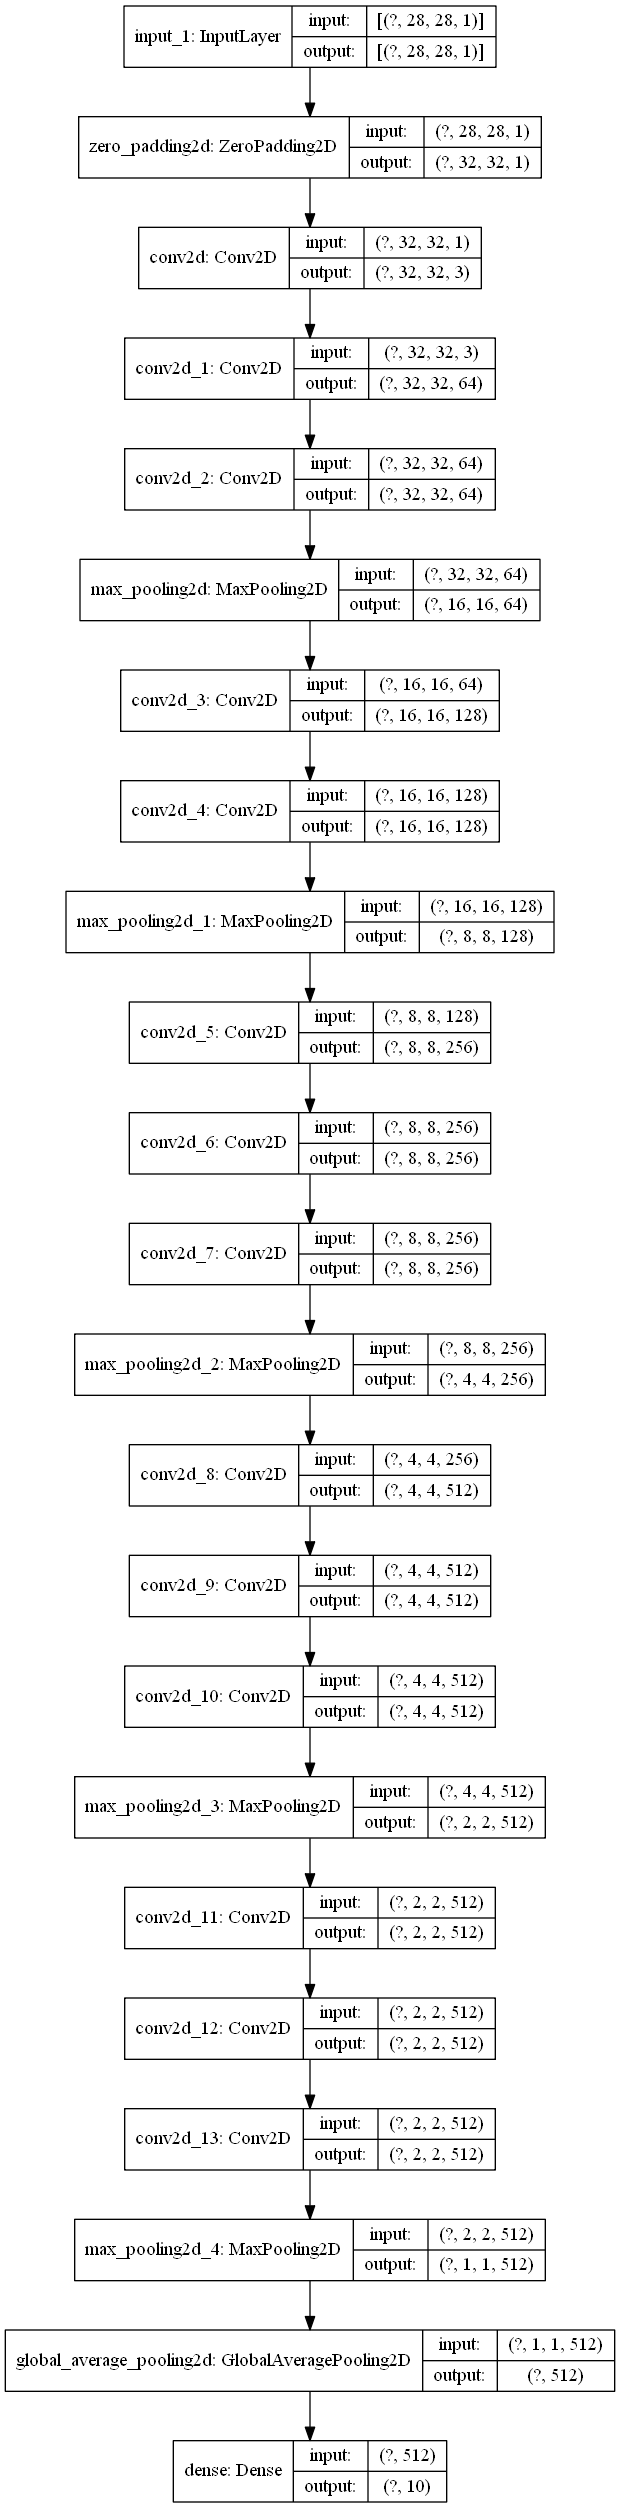 input_1: InputLayer
input: [(?, 28, 28, 1)]
output: [(?, 28, 28, 1)]
zero_padding2d: ZeroPadding2D
input: (?, 28, 28, 1)
output: (?, 32, 32, 1)
conv2d: Conv2D
input: (?, 32, 32, 1)
output: (?, 32, 32, 3)
conv2d_1: Conv2D
input: (?, 32, 32, 3)
output: (?, 32, 32, 64)
conv2d_2: Conv2D
input: (?, 32, 32, 64)
output: (?, 32, 32, 64)
max_pooling2d: MaxPooling2D
input: (?, 32, 32, 64)
output: (?, 16, 16, 64)
conv2d_3: Conv2D
input: (?, 16, 16, 64)
output: (?, 16, 16, 128)
conv2d_4: Conv2D
input: (?, 16, 16, 128)
output: (?, 16, 16, 128)
max_pooling2d_1: MaxPooling2D
input: (?, 16, 16, 128)
output: (?, 8, 8, 128)
conv2d_5: Conv2D
input: (?, 8, 8, 128)
output: (?, 8, 8, 256)
conv2d_6: Conv2D
input: (?, 8, 8, 256)
output: (?, 8, 8, 256)
conv2d_7: Conv2D
input: (?, 8, 8, 256)
output: (?, 8, 8, 256)
max_pooling2d_2: MaxPooling2D
input: (?, 8, 8, 256)
output: (?, 4, 4, 256)
conv2d_8: Conv2D
input: (?, 4, 4, 256)
output: (?, 4, 4, 512)
conv2d_9: Conv2D
input: (?, 4, 4, 512)
output: (?, 4, 4, 512)
conv2d_10: Conv2D
input: (?, 4, 4, 512)
output: (?, 4, 4, 512)
max_pooling2d_3: MaxPooling2D
input: (?, 4, 4, 512)
output: (?, 2, 2, 512)
conv2d_11: Conv2D
input: (?, 2, 2, 512)
output: (?, 2, 2, 512)
conv2d_12: Conv2D
input: (?, 2, 2, 512)
output: (?, 2, 2, 512)
conv2d_13: Conv2D
input: (?, 2, 2, 512)
output: (?, 2, 2, 512)
max_pooling2d_4: MaxPooling2D
input: (?, 2, 2, 512)
output: (?, 1, 1, 512)
global_average_pooling2d: GlobalAveragePooling2D
input: (?, 1, 1, 512)
output: (?, 512)
dense: Dense
input: (?, 512)
output: (?, 10)